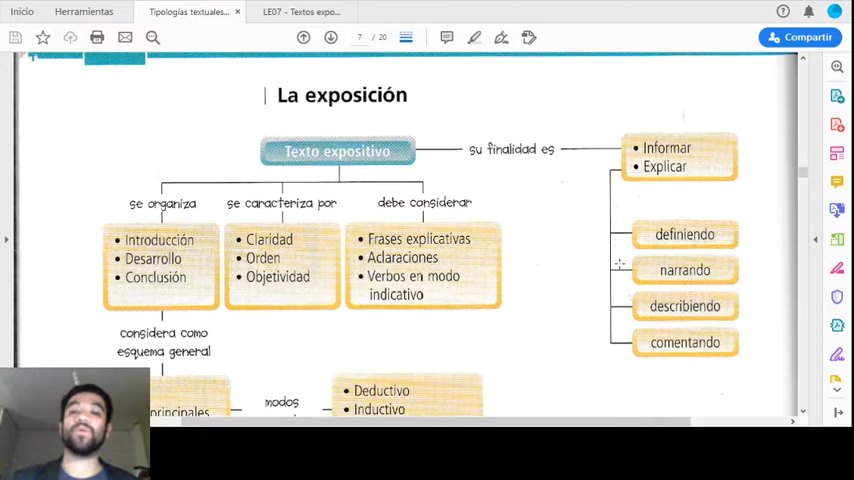 Inicio
Herramientas
Tipologías textuales...
×
LE07 - Textos expo...
7 / 20
Compartir
La exposición
Texto expositivo
su finalidad es
• Informar
• Explicar
definiendo
narrando
describiendo
comentando
se organiza
se caracteriza por
debe considerar
• Introducción
• Desarrollo
• Conclusión
• Claridad
• Orden
• Objetividad
• Frases explicativas
• Aclaraciones
• Verbos en modo
indicativo
considera como
esquema general
principales
modos
• Deductivo
• Inductivo